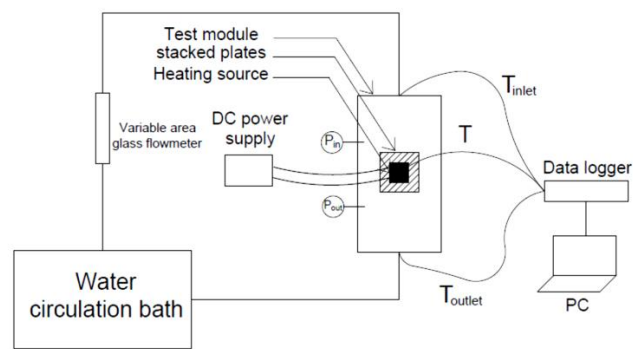 Test module
stacked plates
Heating source
Tinlet
Variable area
glass flowmeter
DC power
supply
Pin
T
Data logger
Pout
Water
circulation bath
Toutlet
PC